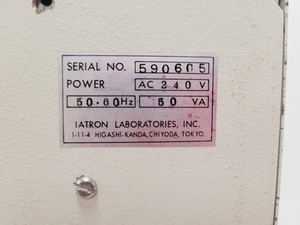 SERIAL NO. 590605
POWER AC 240 V
50·60Hz 50 VA
IATRON LABORATORIES, INC.
1-11-4 HIGASHI-KANDA, CHIYODA, TOKYO.